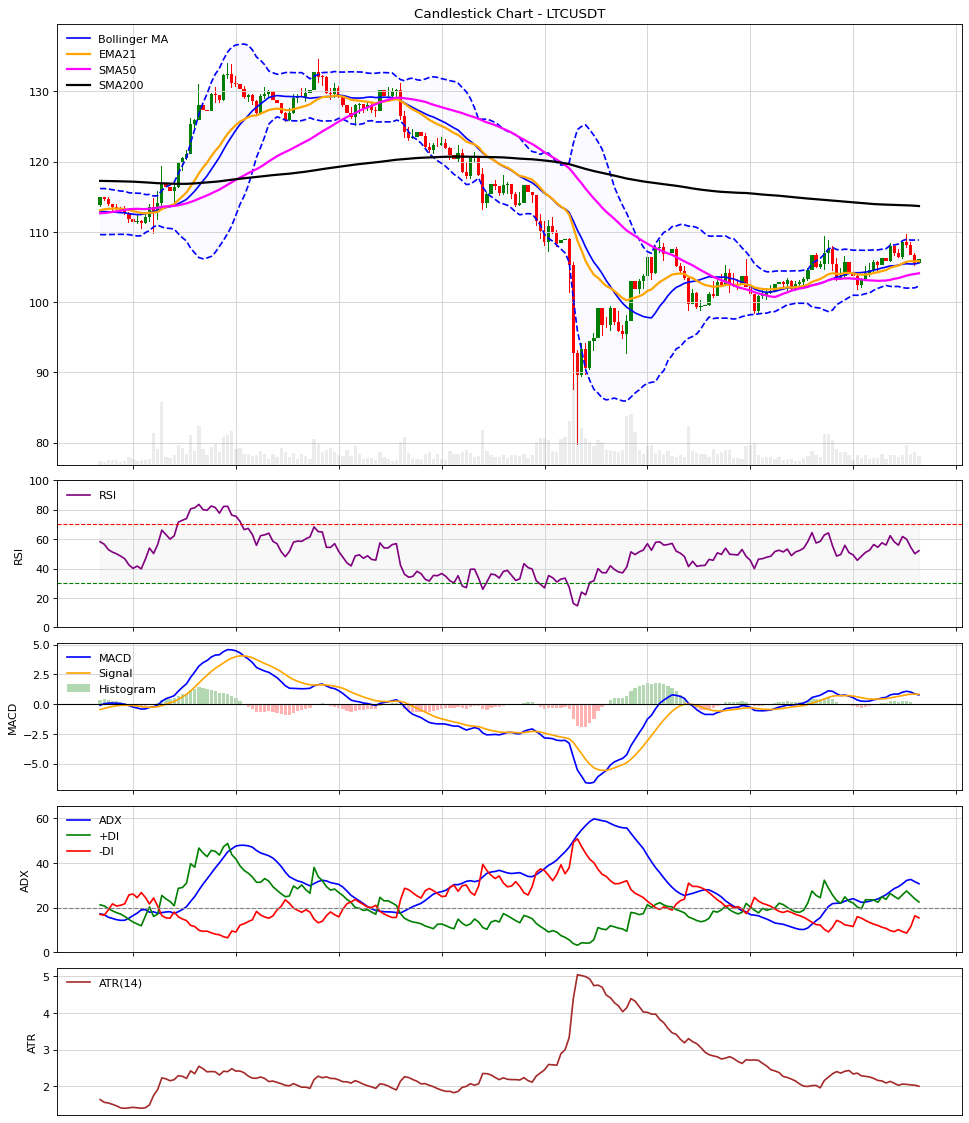 Candlestick Chart - LTCUSDT
Bollinger MA
EMA21
SMA50
SMA200
130
120
110
100
90
80
RSI
100
80
60
40
20
0
RSI
MACD
Signal
Histogram
5.0
2.5
0.0
−2.5
−5.0
MACD
ADX
+DI
-DI
60
40
20
0
ADX
ATR(14)
5
4
3
2
ATR